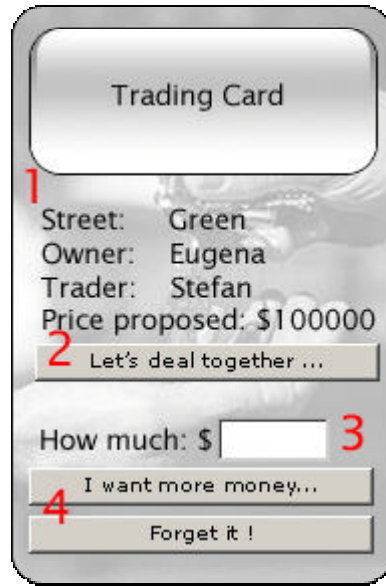 Trading Card
1
Street: Green
Owner: Eugena
Trader: Stefan
Price proposed: $100000
2
Let's deal together ...
How much: $
3
I want more money...
4
Forget it !